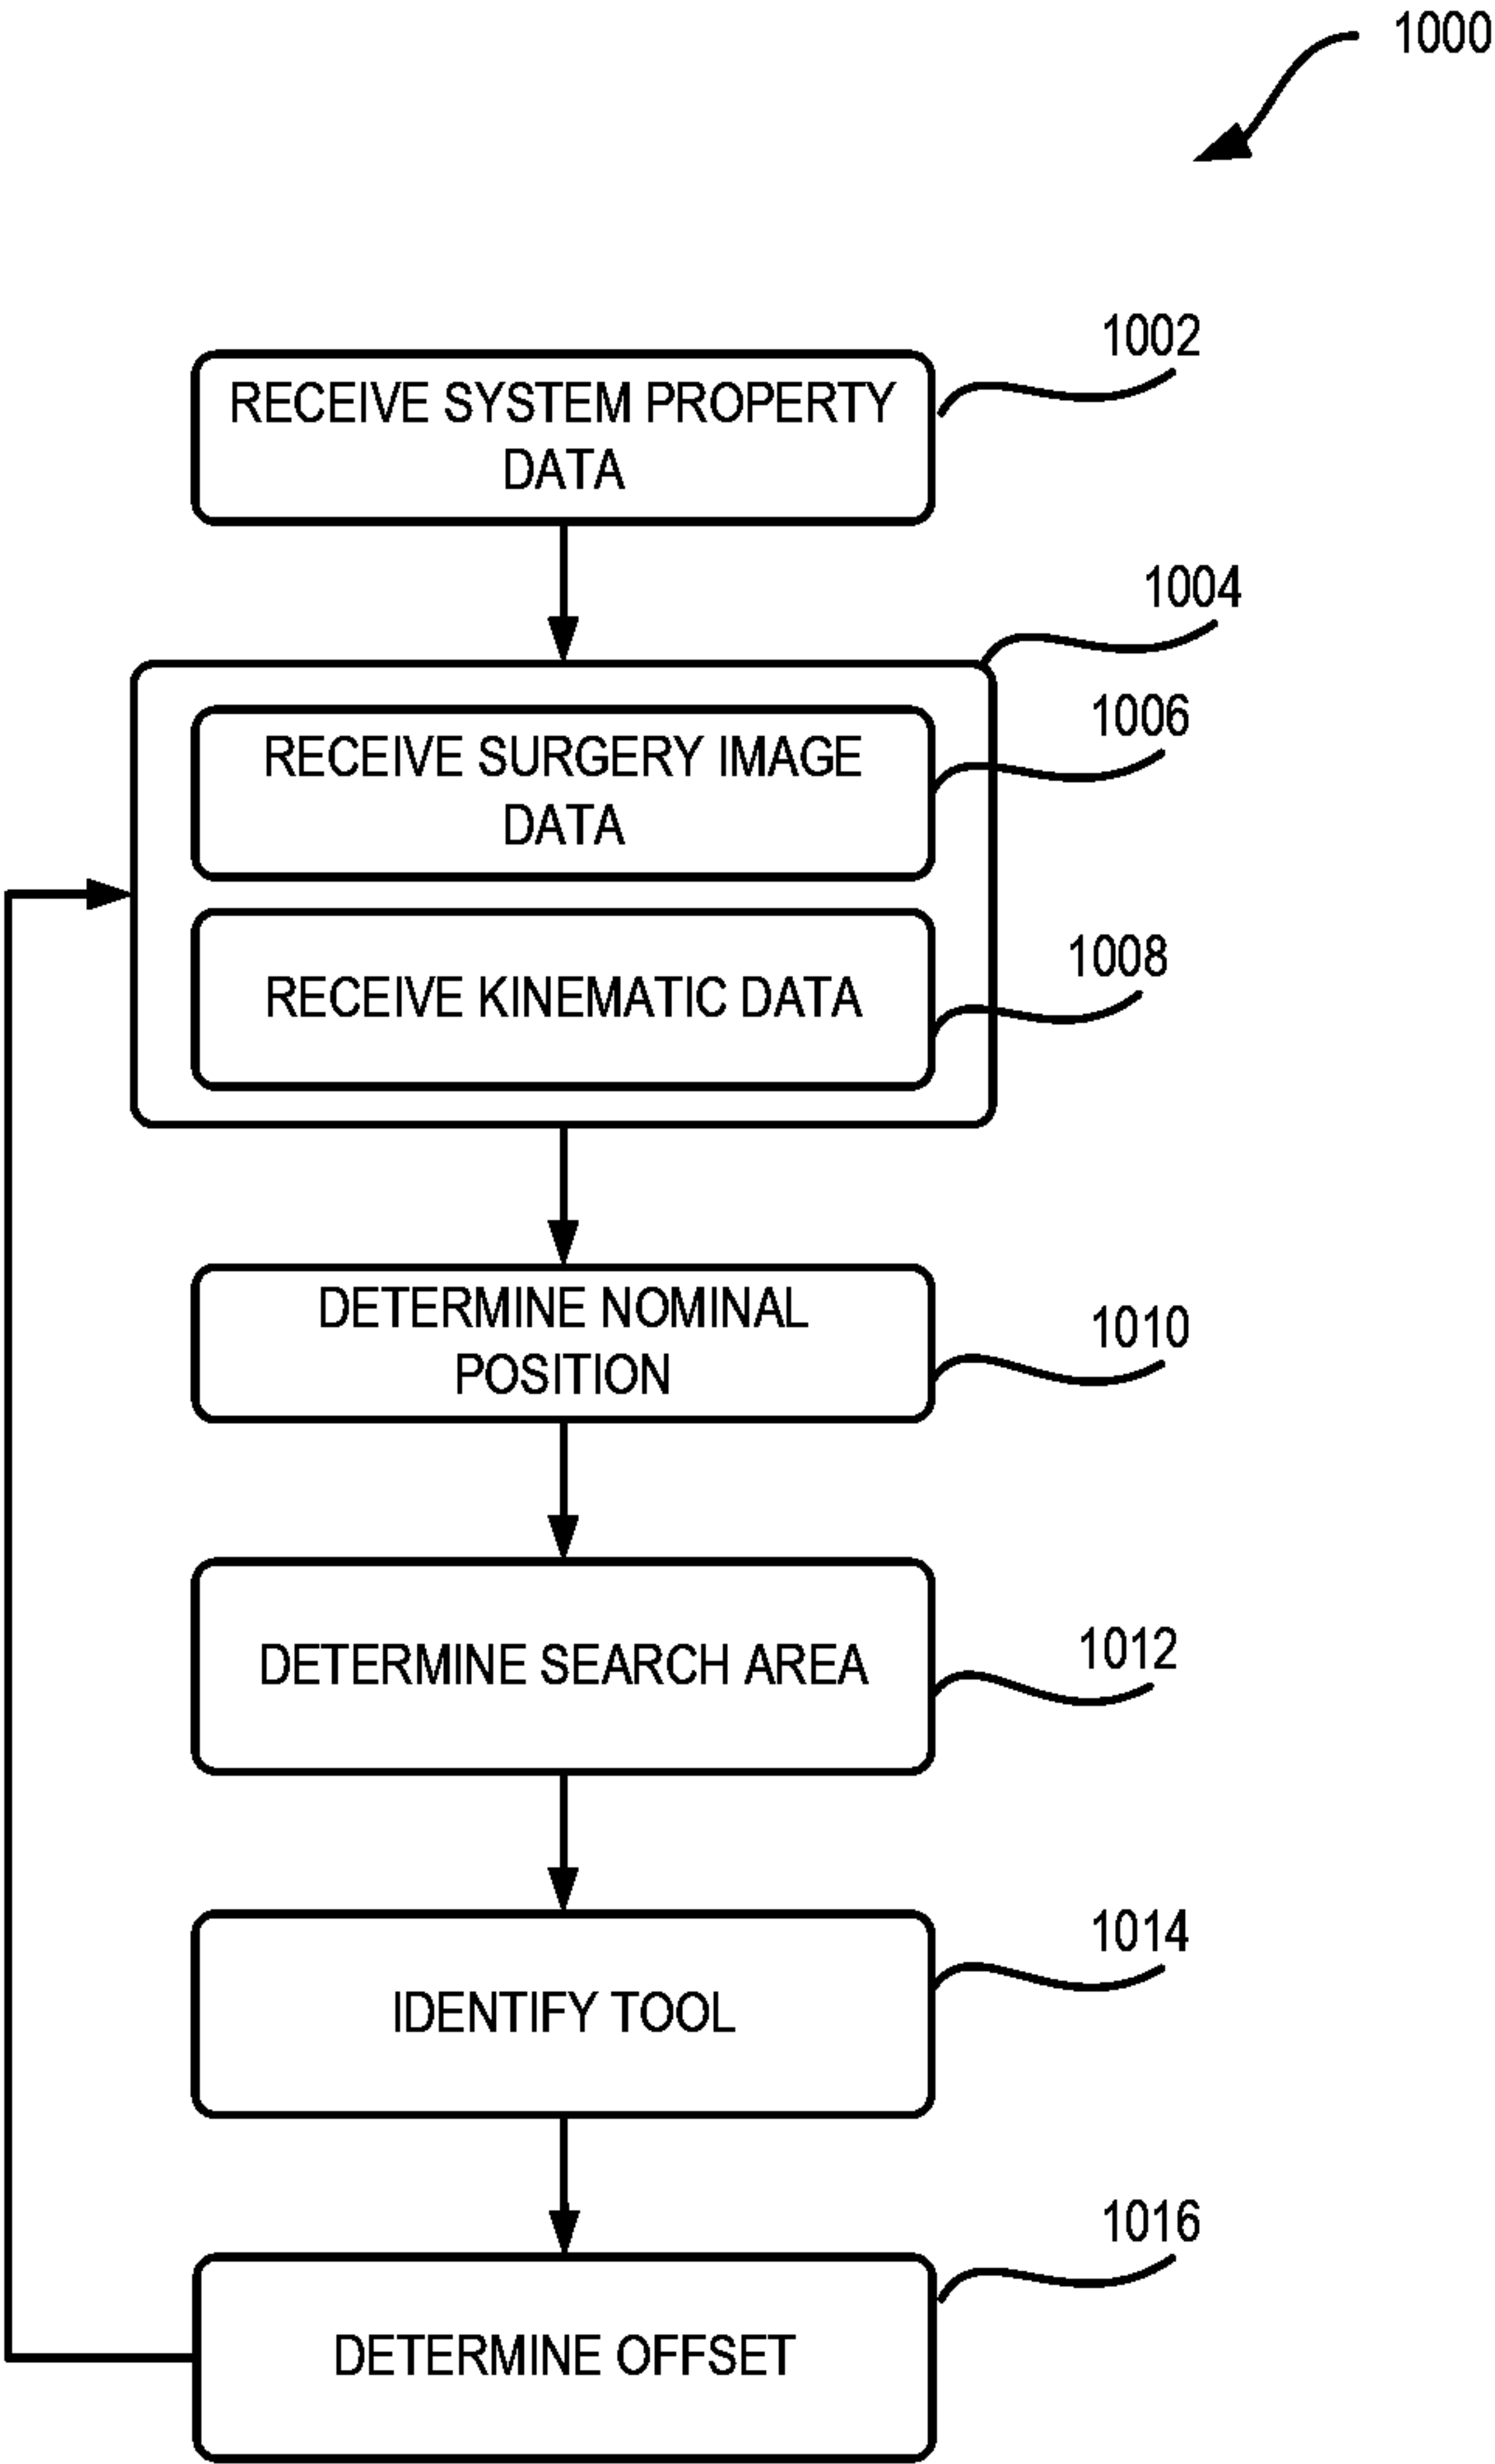 1000
1002
RECEIVE SYSTEM PROPERTY
DATA
1004
1006
RECEIVE SURGERY IMAGE
DATA
1008
RECEIVE KINEMATIC DATA
1010
DETERMINE NOMINAL
POSITION
1012
DETERMINE SEARCH AREA
1014
IDENTIFY TOOL
1016
DETERMINE OFFSET